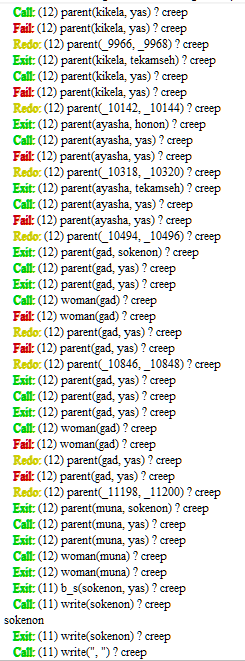 Call: (12) parent(kikela, yas) ? creep
Fail: (12) parent(kikela, yas) ? creep
Redo: (12) parent(_9966, _9968) ? creep
Exit: (12) parent(kikela, tekamseh) ? creep
Call: (12) parent(kikela, yas) ? creep
Fail: (12) parent(kikela, yas) ? creep
Redo: (12) parent(_10142, _10144) ? creep
Exit: (12) parent(ayasha, honon) ? creep
Call: (12) parent(ayasha, yas) ? creep
Fail: (12) parent(ayasha, yas) ? creep
Redo: (12) parent(_10318, _10320) ? creep
Exit: (12) parent(ayasha, tekamseh) ? creep
Call: (12) parent(ayasha, yas) ? creep
Fail: (12) parent(ayasha, yas) ? creep
Redo: (12) parent(_10494, _10496) ? creep
Exit: (12) parent(gad, sokenon) ? creep
Call: (12) parent(gad, yas) ? creep
Exit: (12) parent(gad, yas) ? creep
Call: (12) woman(gad) ? creep
Fail: (12) woman(gad) ? creep
Redo: (12) parent(gad, yas) ? creep
Fail: (12) parent(gad, yas) ? creep
Redo: (12) parent(_10846, _10848) ? creep
Exit: (12) parent(gad, yas) ? creep
Call: (12) parent(gad, yas) ? creep
Exit: (12) parent(gad, yas) ? creep
Call: (12) woman(gad) ? creep
Fail: (12) woman(gad) ? creep
Redo: (12) parent(gad, yas) ? creep
Fail: (12) parent(gad, yas) ? creep
Redo: (12) parent(_11198, _11200) ? creep
Exit: (12) parent(muna, sokenon) ? creep
Call: (12) parent(muna, yas) ? creep
Exit: (12) parent(muna, yas) ? creep
Call: (12) woman(muna) ? creep
Exit: (12) woman(muna) ? creep
Exit: (11) b_s(sokenon, yas) ? creep
Call: (11) write(sokenon) ? creep
sokenon
Exit: (11) write(sokenon) ? creep
Call: (11) write(", ") ? creep